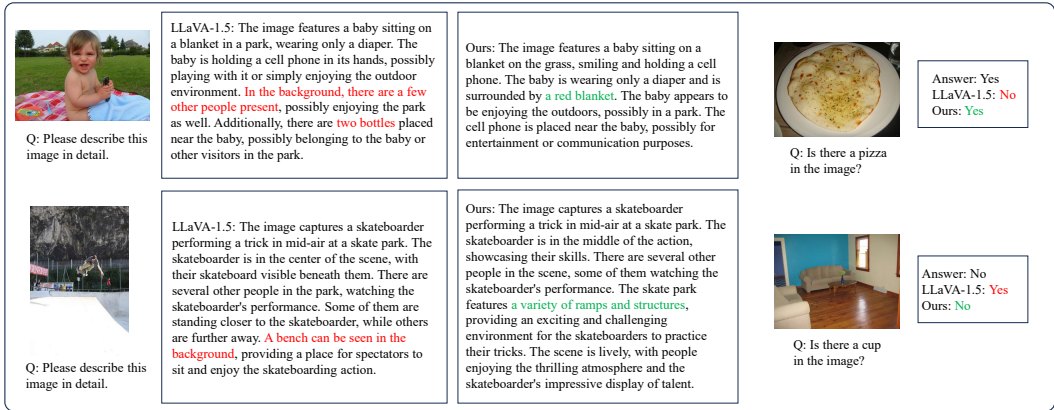 LLaVA-1.5: The image features a baby sitting on
a blanket in a park, wearing only a diaper. The
baby is holding a cell phone in its hands, possibly
playing with it or simply enjoying the outdoor
environment. In the background, there are a few
other people present, possibly enjoying the park
as well. Additionally, there are two bottles placed
near the baby, possibly belonging to the baby or
other visitors in the park.
Q: Please describe this
image in detail.
Ours: The image features a baby sitting on a
blanket on the grass, smiling and holding a cell
phone. The baby is wearing only a diaper and is
surrounded by a red blanket. The baby appears to
be enjoying the outdoors, possibly in a park. The
cell phone is placed near the baby, possibly for
entertainment or communication purposes.
Q: Is there a pizza
in the image?
Answer: Yes
LLaVA-1.5: No
Ours: Yes
LLaVA-1.5: The image captures a skateboarder
performing a trick in mid-air at a skate park. The
skateboarder is in the center of the scene, with
their skateboard visible beneath them. There are
several other people in the park, watching the
skateboarder's performance. Some of them are
standing closer to the skateboarder, while others
are further away. A bench can be seen in the
background, providing a place for spectators to
sit and enjoy the skateboarding action.
Q: Please describe this
image in detail.
Ours: The image captures a skateboarder
performing a trick in mid-air at a skate park. The
skateboarder is in the middle of the action,
showcasing their skills. There are several other
people in the scene, some of them watching the
skateboarder's performance. The skate park
features a variety of ramps and structures,
providing an exciting and challenging
environment for the skateboarders to practice
their tricks. The scene is lively, with people
enjoying the thrilling atmosphere and the
skateboarder's impressive display of talent.
Q: Is there a cup
in the image?
Answer: No
LLaVA-1.5: Yes
Ours: No